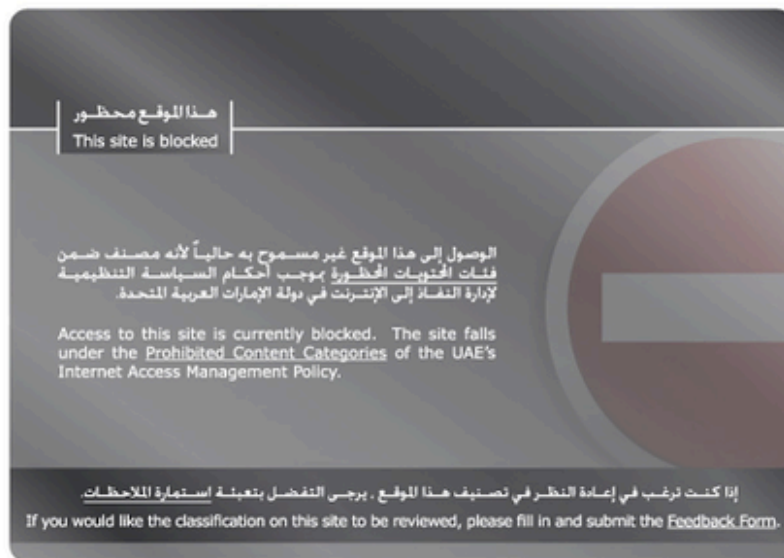 هذا الموقع محظور
This site is blocked
الوصول إلى هذا الموقع غير مسموح به حالياً لأنه مصنف ضمن
فئات المحتويات المحظورة بموجب أحكام السياسة التنظيمية
لإدارة النفاذ إلى الإنترنت في دولة الإمارات العربية المتحدة.
Access to this site is currently blocked. The site falls
under the Prohibited Content Categories of the UAE's
Internet Access Management Policy.
إذا كنت ترغب في إعادة النظر في تصنيف هذا الموقع ، يرجى التفضل بتعبئة استمارة الملاحظات.
If you would like the classification on this site to be reviewed, please fill in and submit the Feedback Form.